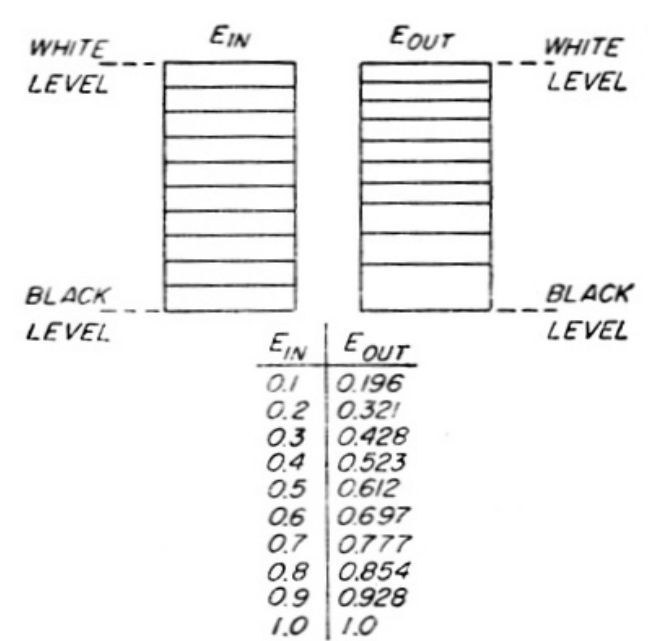 E_IN E_OUT
WHITE LEVEL WHITE LEVEL
BLACK LEVEL BLACK LEVEL
E_IN E_OUT
0.1 0.196
0.2 0.321
0.3 0.428
0.4 0.523
0.5 0.612
0.6 0.697
0.7 0.777
0.8 0.854
0.9 0.928
1.0 1.0